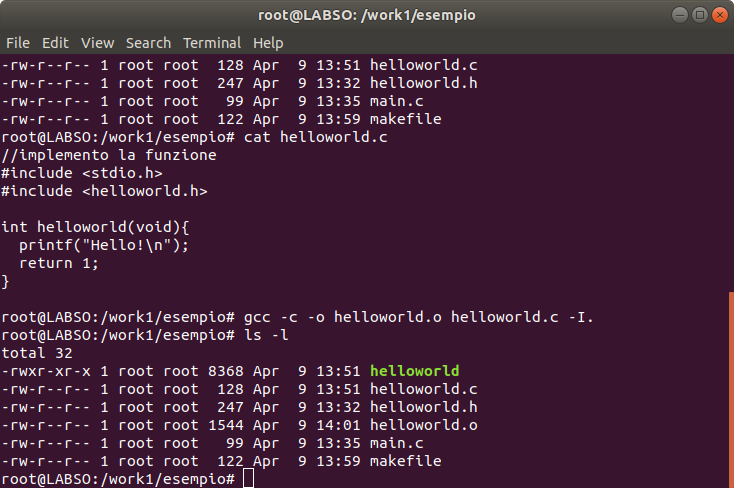 root@LABSO: /work1/esempio
File Edit View Search Terminal Help
-rw-r--r-- 1 root root  128 Apr  9 13:51 helloworld.c
-rw-r--r-- 1 root root  247 Apr  9 13:32 helloworld.h
-rw-r--r-- 1 root root   99 Apr  9 13:35 main.c
-rw-r--r-- 1 root root  122 Apr  9 13:59 makefile
root@LABSO:/work1/esempio# cat helloworld.c
//implemento la funzione
#include <stdio.h>
#include <helloworld.h>

int helloworld(void){
  printf("Hello!\n");
  return 1;
}

root@LABSO:/work1/esempio# gcc -c -o helloworld.o helloworld.c -I.
root@LABSO:/work1/esempio# ls -l
total 32
-rwxr-xr-x 1 root root 8368 Apr  9 13:51 helloworld
-rw-r--r-- 1 root root  128 Apr  9 13:51 helloworld.c
-rw-r--r-- 1 root root  247 Apr  9 13:32 helloworld.h
-rw-r--r-- 1 root root 1544 Apr  9 14:01 helloworld.o
-rw-r--r-- 1 root root   99 Apr  9 13:35 main.c
-rw-r--r-- 1 root root  122 Apr  9 13:59 makefile
root@LABSO:/work1/esempio#